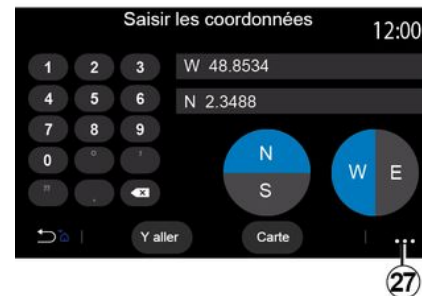 Saisir les coordonnées
12:00
1 2 3
W 48.8534
4 5 6
N 2.3488
7 8 9
0 ° '
" .
N
S
W E
Y aller
Carte
27